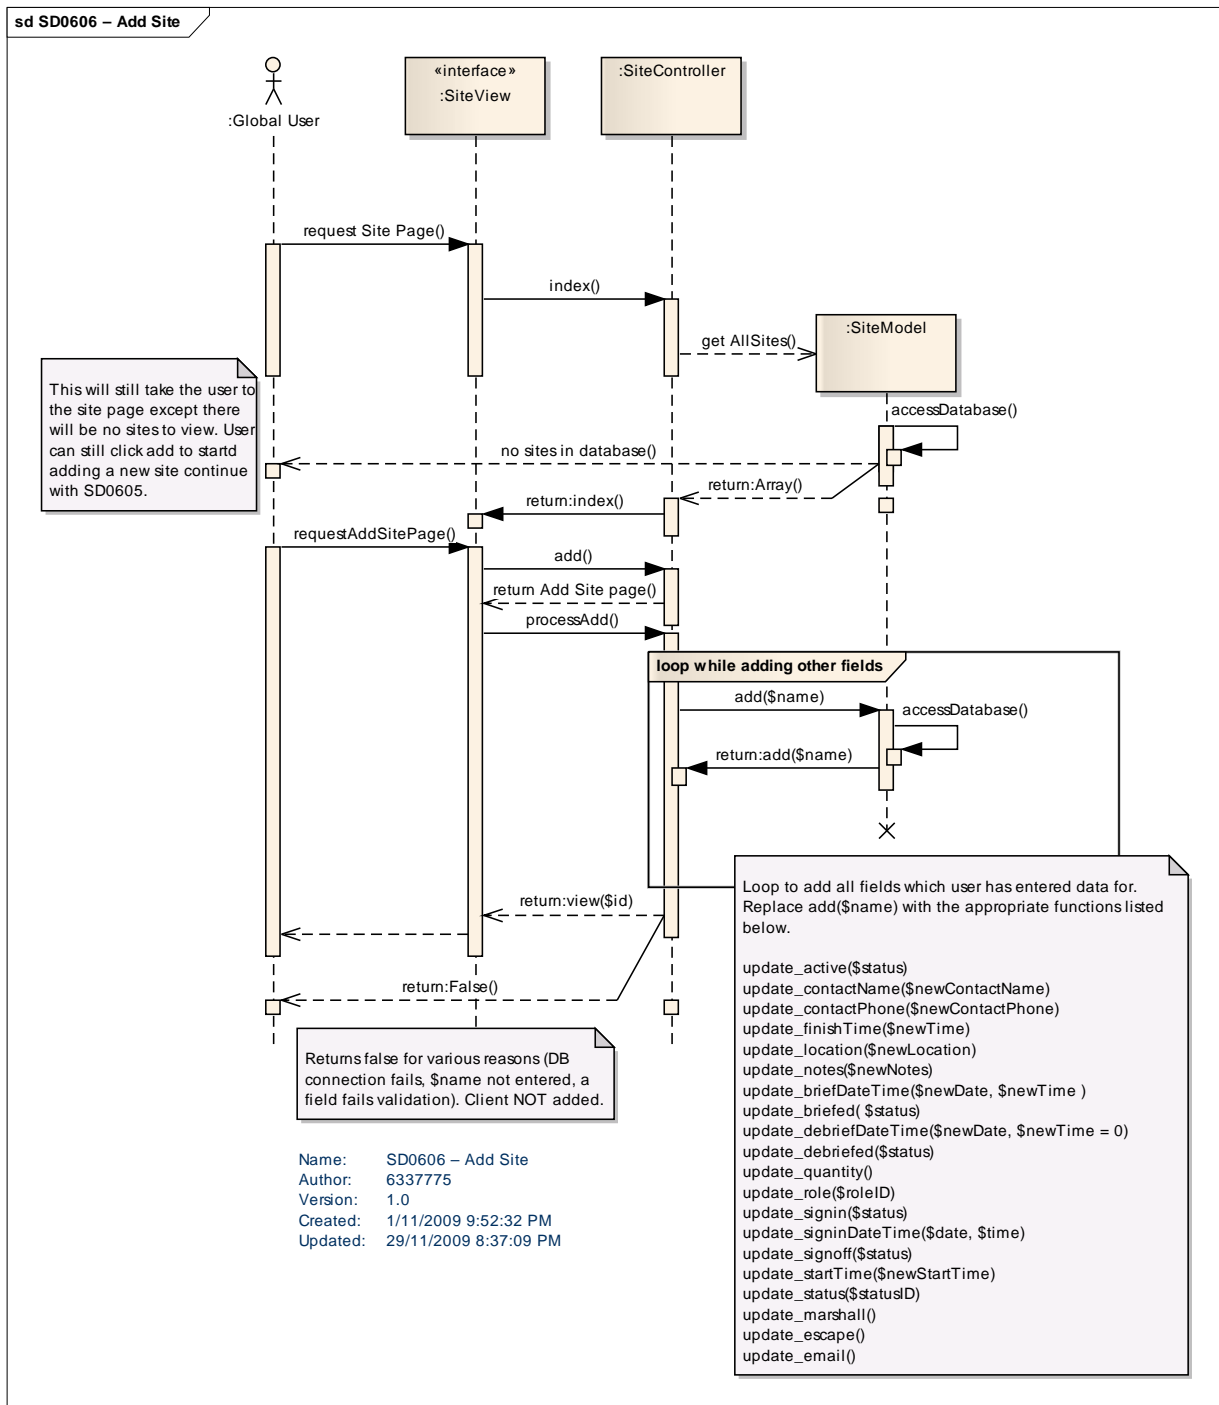 sd SD0606 – Add Site
«interface»
:SiteView
:SiteController
:Global User
request Site Page()
index()
:SiteModel
get AllSites()
This will still take the user to
the site page except there
will be no sites to view. User
can still click add to startd
adding a new site continue
with SD0605.
accessDatabase()
no sites in database()
return:Array()
return:index()
requestAddSitePage()
add()
return Add Site page()
processAdd()
loop while adding other fields
add($name)
accessDatabase()
return:add($name)
return:view($id)
return:False()
Loop to add all fields which user has entered data for.
Replace add($name) with the appropriate functions listed
below.
update_active($status)
update_contactName($newContactName)
update_contactPhone($newContactPhone)
update_finishTime($newTime)
update_location($newLocation)
update_notes($newNotes)
update_briefDateTime($newDate, $newTime )
update_briefed( $status)
update_debriefDateTime($newDate, $newTime = 0)
update_debriefed($status)
update_quantity()
update_role($roleID)
update_signin($status)
update_signinDateTime($date, $time)
update_signoff($status)
update_startTime($newStartTime)
update_status($statusID)
update_marshall()
update_escape()
update_email()
Returns false for various reasons (DB
connection fails, $name not entered, a
field fails validation). Client NOT added.
Name: SD0606 – Add Site
Author: 6337775
Version: 1.0
Created: 1/11/2009 9:52:32 PM
Updated: 29/11/2009 8:37:09 PM